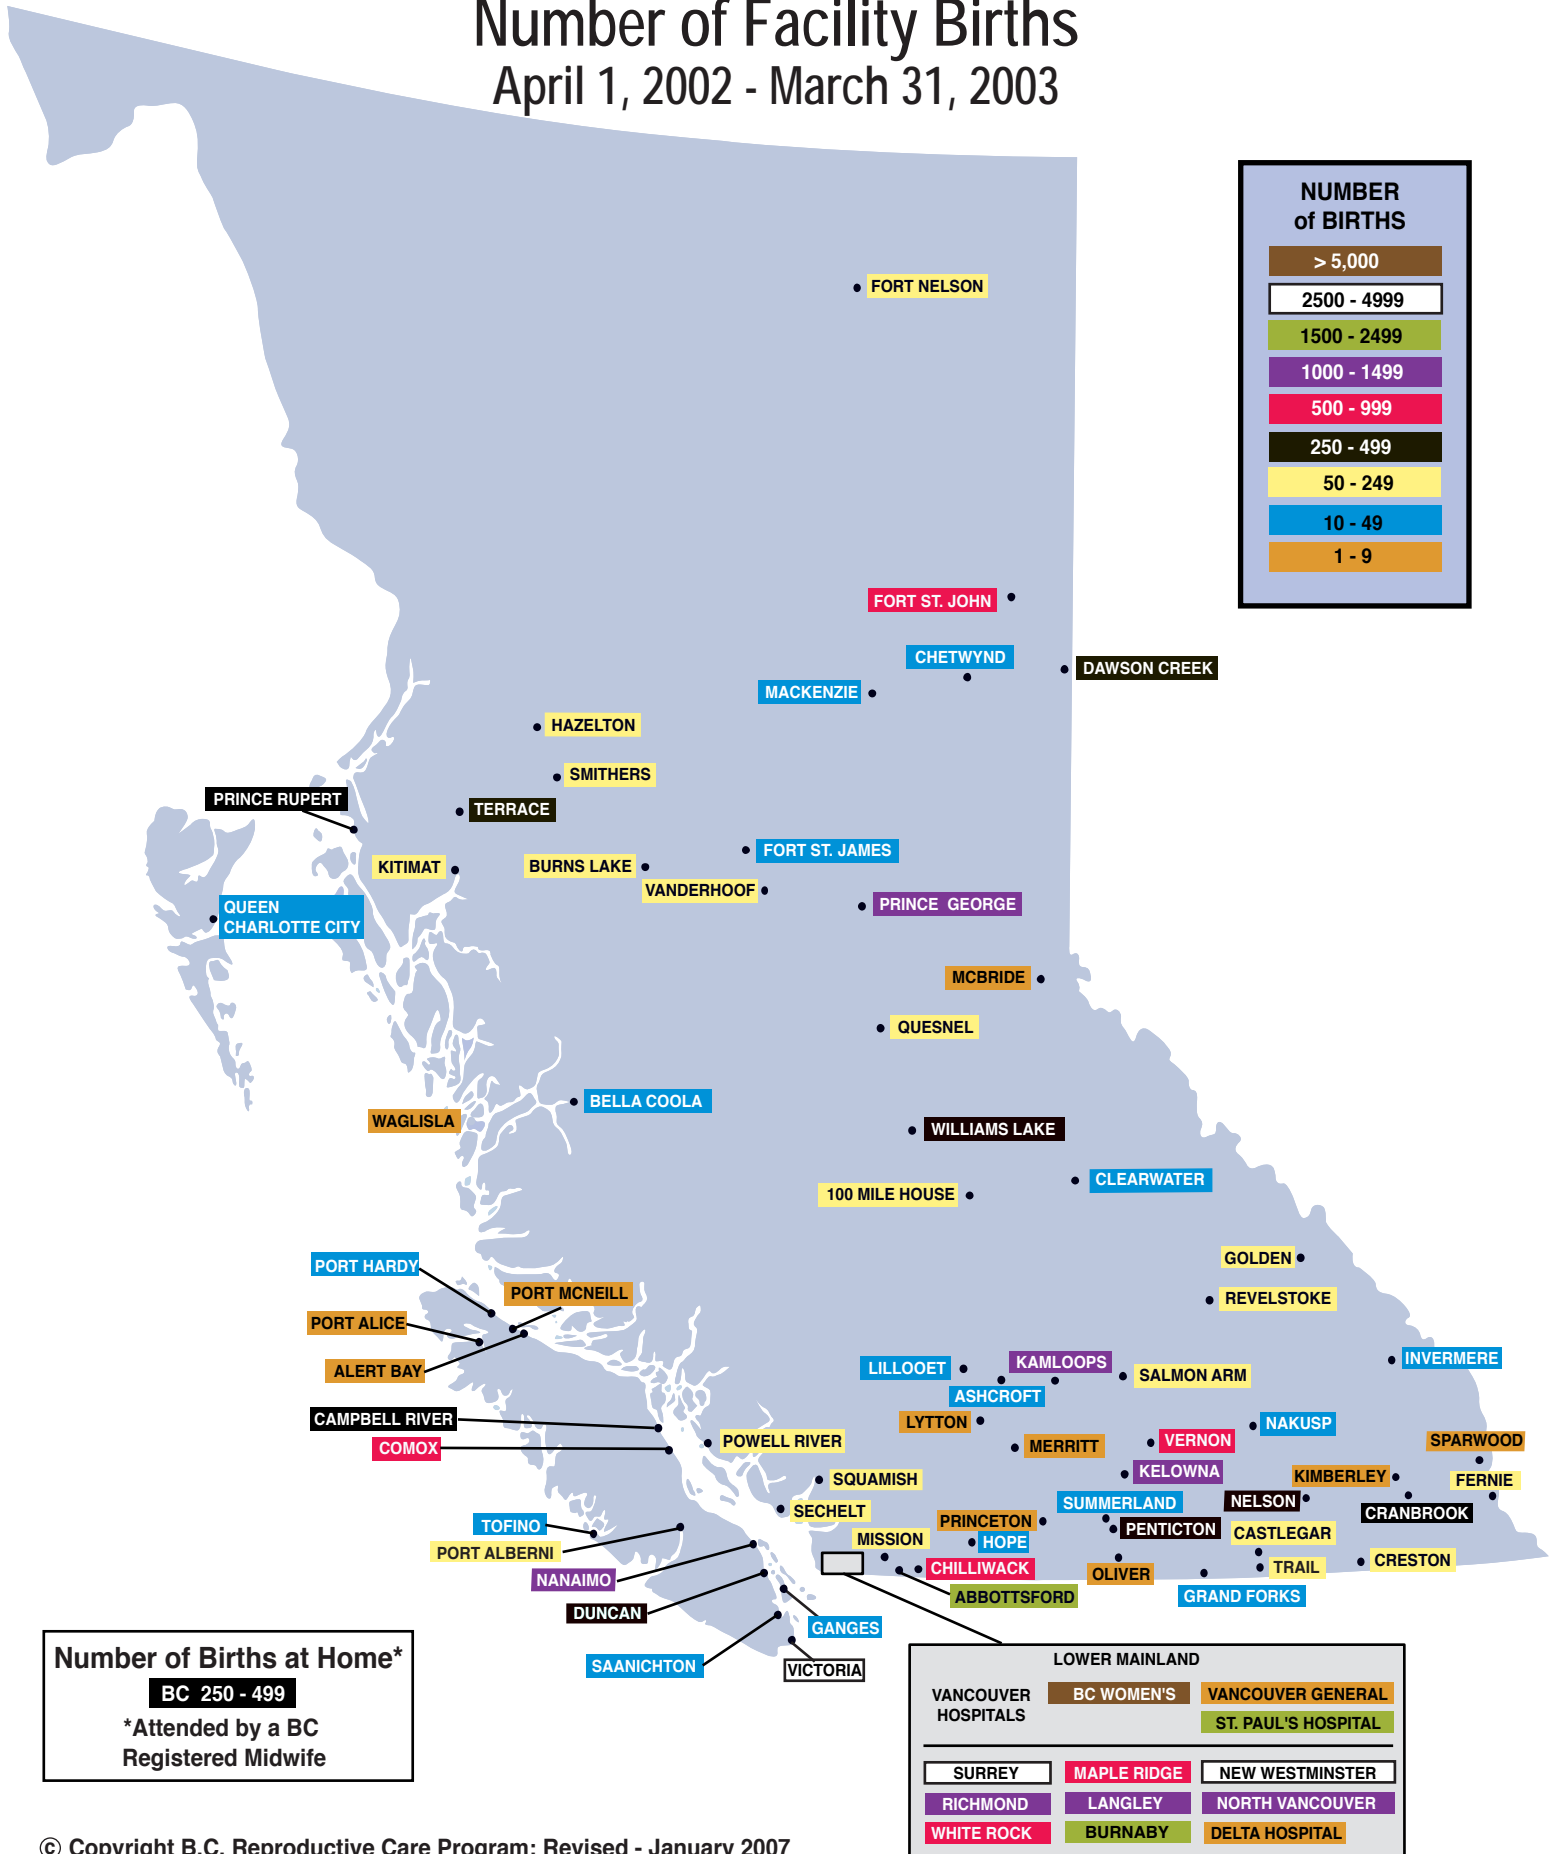 Number of Facility Births
April 1, 2002 - March 31, 2003
NUMBER
of BIRTHS
> 5,000
2500 - 4999
1500 - 2499
1000 - 1499
500 - 999
250 - 499
50 - 249
10 - 49
1 - 9
FORT NELSON
FORT ST. JOHN
CHETWYND
DAWSON CREEK
MACKENZIE
HAZELTON
SMITHERS
PRINCE RUPERT
TERRACE
FORT ST. JAMES
KITIMAT
BURNS LAKE
VANDERHOOF
PRINCE GEORGE
QUEEN
CHARLOTTE CITY
MCBRIDE
QUESNEL
BELLA COOLA
WAGLISLA
WILLIAMS LAKE
CLEARWATER
100 MILE HOUSE
GOLDEN
PORT HARDY
PORT MCNEILL
REVELSTOKE
PORT ALICE
ALERT BAY
LILLOOET
KAMLOOPS
INVERMERE
SALMON ARM
ASHCROFT
CAMPBELL RIVER
LYTTON
NAKUSP
COMOX
POWELL RIVER
MERRITT
VERNON
SPARWOOD
SQUAMISH
KELOWNA
KIMBERLEY
FERNIE
SECHELT
SUMMERLAND
NELSON
CRANBROOK
TOFINO
PRINCETON
PENTICTON
CASTLEGAR
MISSION
HOPE
PORT ALBERNI
CHILLIWACK
OLIVER
TRAIL
CRESTON
NANAIMO
ABBOTTSFORD
GRAND FORKS
DUNCAN
GANGES
SAANICHTON
VICTORIA
Number of Births at Home*
BC 250 - 499
*Attended by a BC
Registered Midwife
LOWER MAINLAND
VANCOUVER
HOSPITALS
BC WOMEN'S
VANCOUVER GENERAL
ST. PAUL'S HOSPITAL
SURREY
MAPLE RIDGE
NEW WESTMINSTER
RICHMOND
LANGLEY
NORTH VANCOUVER
WHITE ROCK
BURNABY
DELTA HOSPITAL
© Copyright B.C. Reproductive Care Program: Revised - January 2007